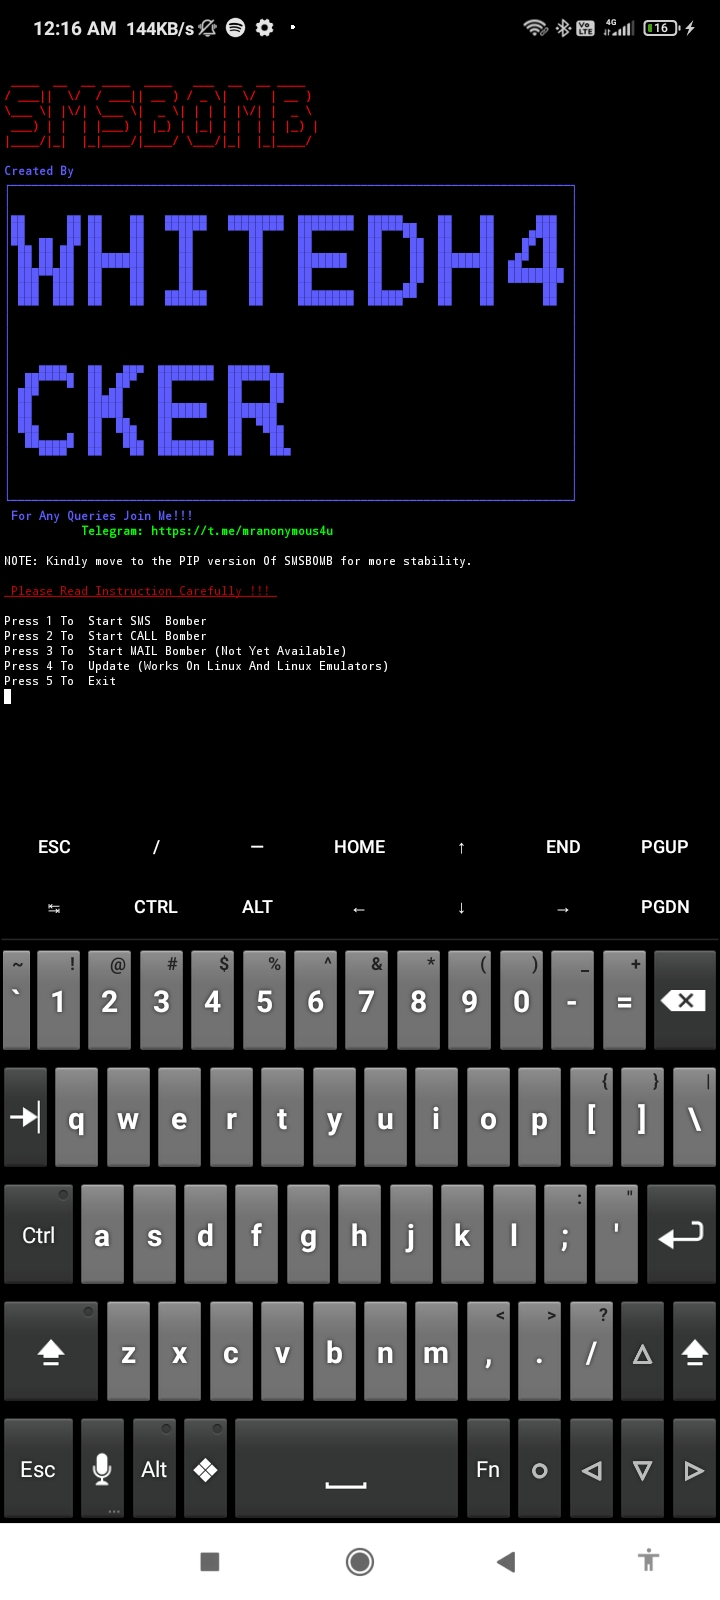 12:16 AM 144KB/s Vo LTE 4G 16
SMSBOMB
Created By
WHITEDH4
CKER
For Any Queries Join Me!!!
Telegram: https://t.me/mranonymous4u
NOTE: Kindly move to the PIP version Of SMSBOMB for more stability.
Please Read Instruction Carefully !!!
Press 1 To  Start SMS  Bomber
Press 2 To  Start CALL Bomber
Press 3 To  Start MAIL Bomber (Not Yet Available)
Press 4 To  Update (Works On Linux And Linux Emulators)
Press 5 To  Exit
ESC / — HOME ↑ END PGUP
↹ CTRL ALT ← ↓ → PGDN
~ ! @ # $ % ^ & * ( ) _ +
` 1 2 3 4 5 6 7 8 9 0 - =
{ } |
q w e r t y u i o p [ ] \
: "
Ctrl a s d f g h j k l ; '
< > ?
z x c v b n m , . /
Esc Alt Fn